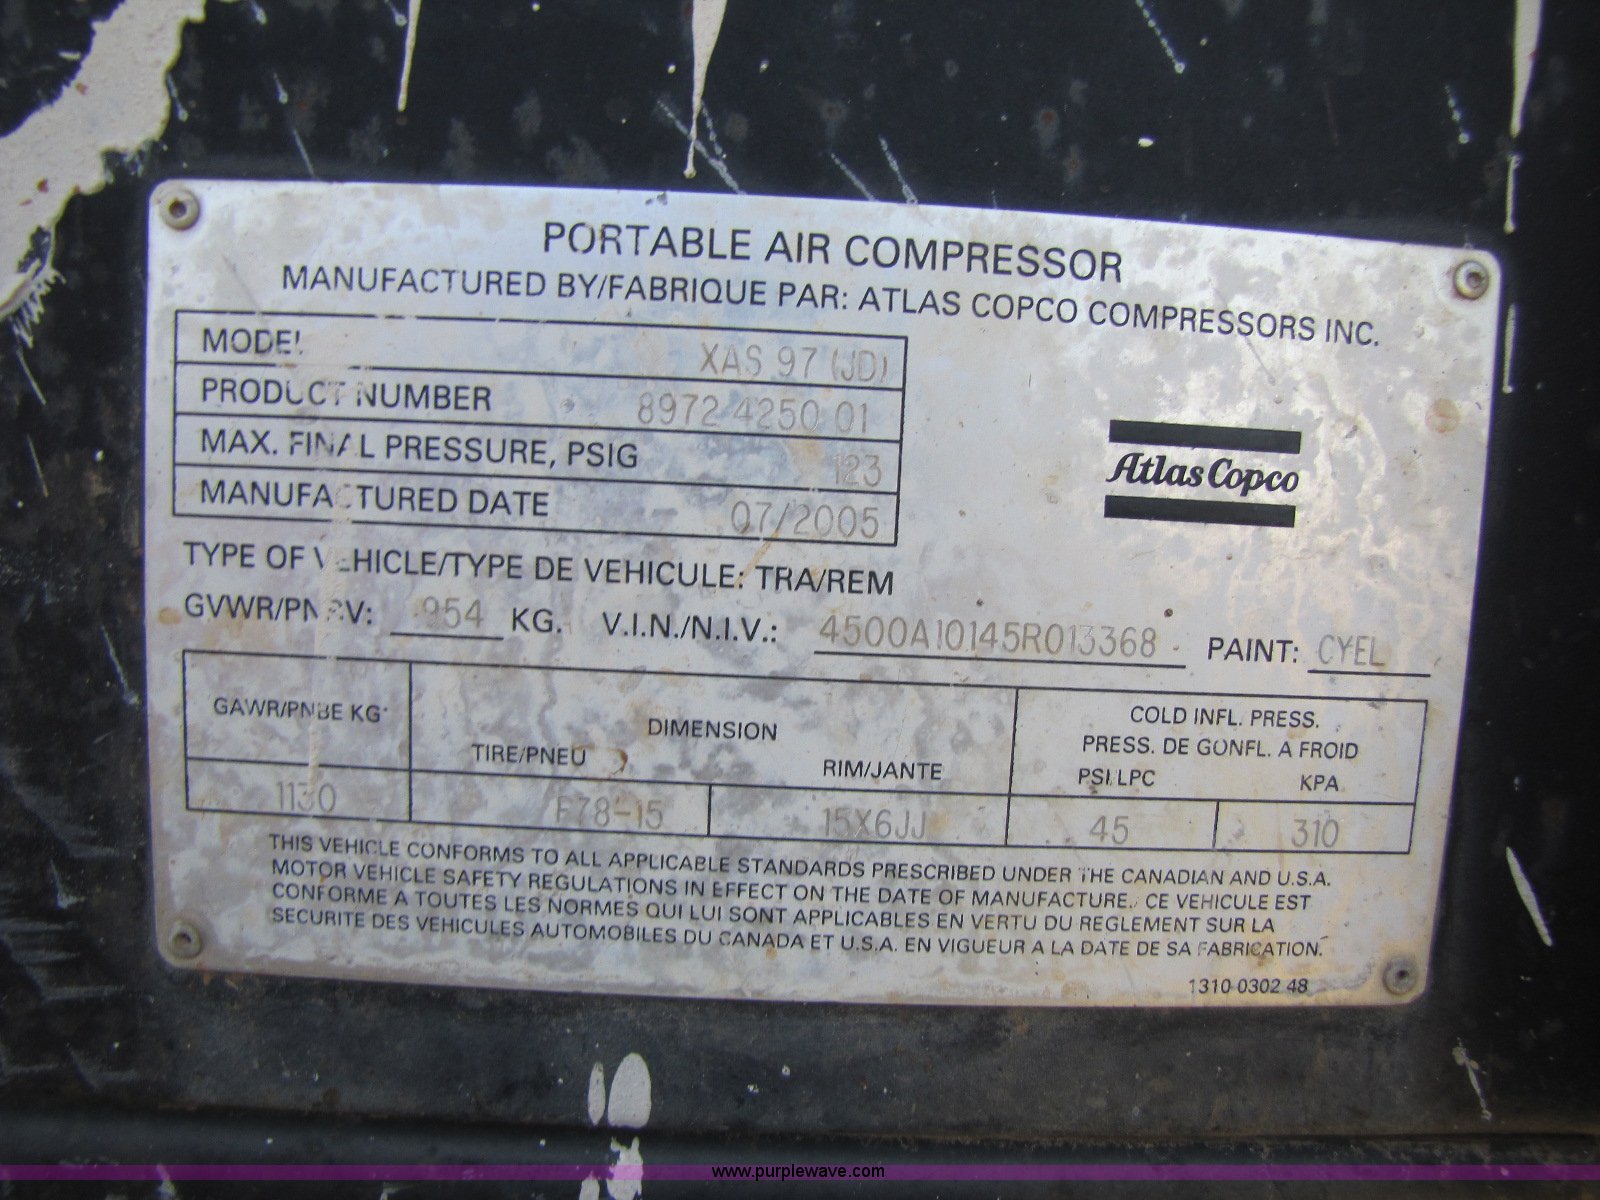 PORTABLE AIR COMPRESSOR
MANUFACTURED BY/FABRIQUE PAR: ATLAS COPCO COMPRESSORS INC.
MODEL XAS 97 (JD)
PRODUCT NUMBER 8972 4250 01
MAX. FINAL PRESSURE, PSIG 123
MANUFACTURED DATE 07/2005
Atlas Copco
TYPE OF VEHICLE/TYPE DE VEHICULE: TRA/REM
GVWR/PNBV: 954 KG. V.I.N./N.I.V.: 4500A10145R013368 PAINT: CYEL
GAWR/PNBE KG DIMENSION COLD INFL. PRESS.
PRESS. DE GONFL. A FROID
TIRE/PNEU RIM/JANTE PSI.LPC KPA
1130 F78-15 15X6JJ 45 310
THIS VEHICLE CONFORMS TO ALL APPLICABLE STANDARDS PRESCRIBED UNDER THE CANADIAN AND U.S.A.
MOTOR VEHICLE SAFETY REGULATIONS IN EFFECT ON THE DATE OF MANUFACTURE. CE VEHICULE EST
CONFORME A TOUTES LES NORMES QUI LUI SONT APPLICABLES EN VERTU DU REGLEMENT SUR LA
SECURITE DES VEHICULES AUTOMOBILES DU CANADA ET U.S.A. EN VIGUEUR A LA DATE DE SA FABRICATION.
1310 0302 48
www.purplewave.com